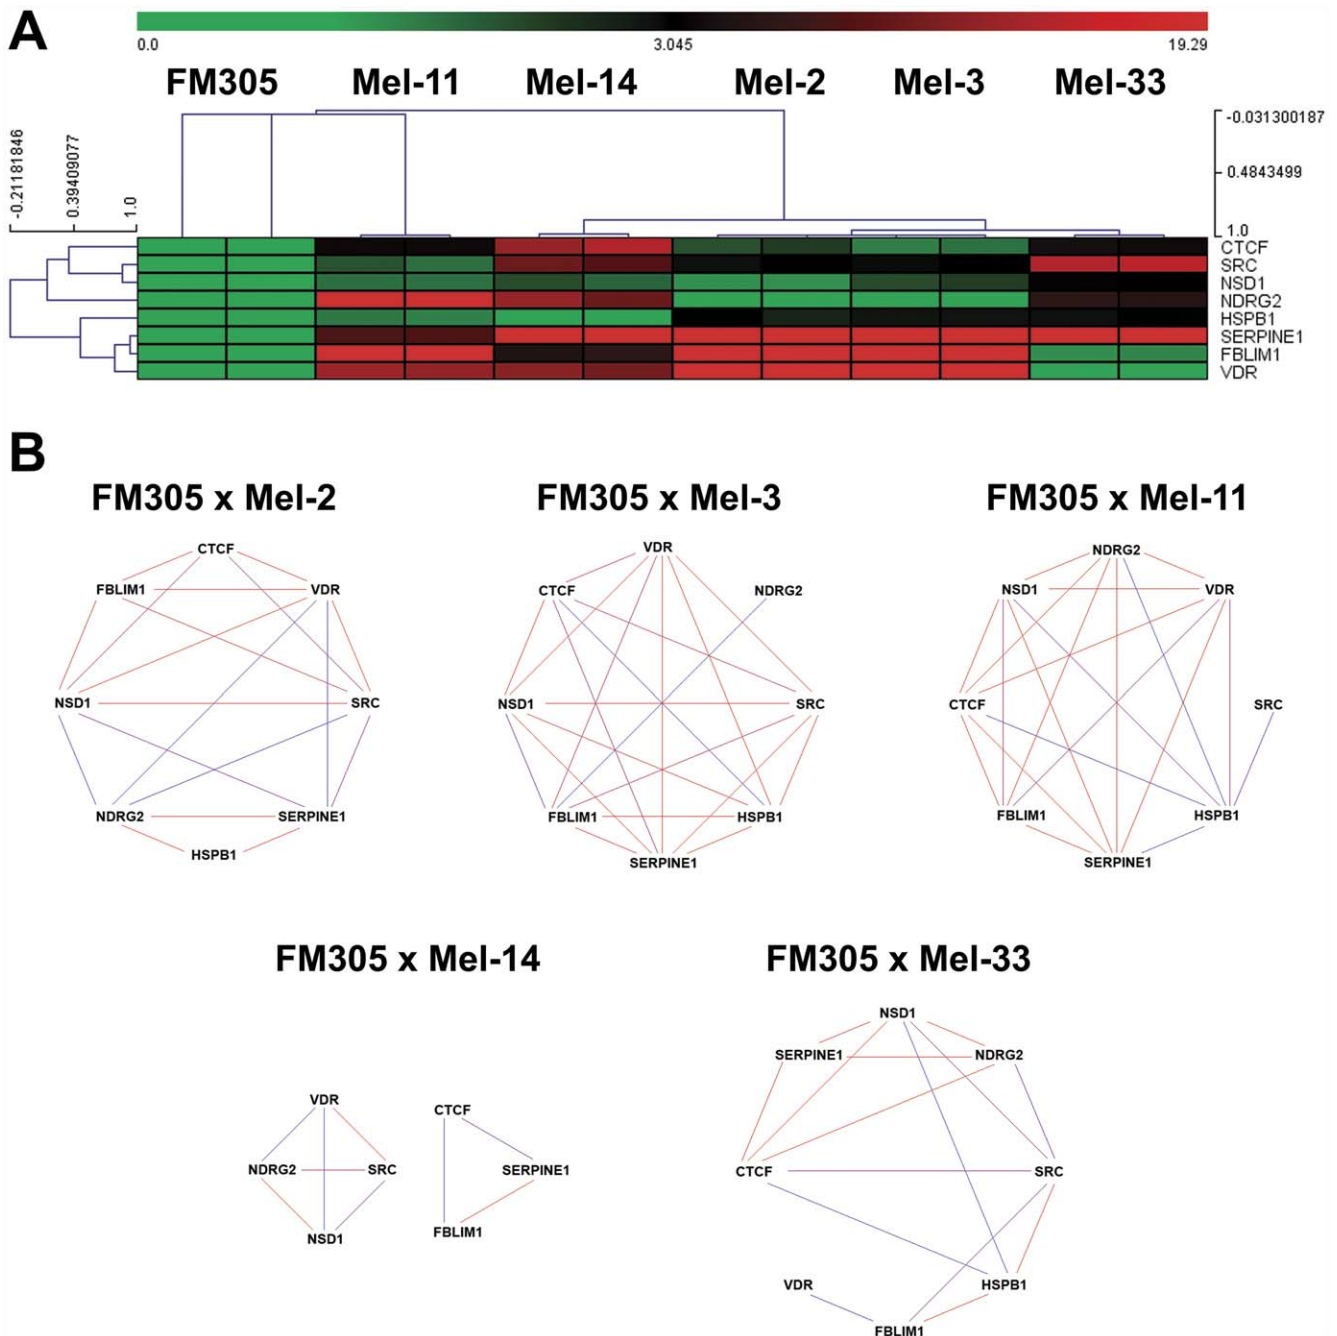 A
0.0 3.045 19.29
FM305 Mel-11 Mel-14 Mel-2 Mel-3 Mel-33
-0.21181846
0.39409077
1.0
-0.031300187
0.4843499
1.0
CTCF
SRC
NSD1
NDRG2
HSPB1
SERPINE1
FBLIM1
VDR
B
FM305 x Mel-2
CTCF
FBLIM1 VDR
NSD1 SRC
NDRG2 SERPINE1
HSPB1
FM305 x Mel-3
VDR
CTCF NDRG2
NSD1 SRC
FBLIM1 HSPB1
SERPINE1
FM305 x Mel-11
NDRG2
NSD1 VDR
CTCF SRC
FBLIM1 HSPB1
SERPINE1
FM305 x Mel-14
VDR
NDRG2 SRC
NSD1
CTCF
SERPINE1
FBLIM1
FM305 x Mel-33
NSD1
SERPINE1 NDRG2
CTCF SRC
VDR HSPB1
FBLIM1